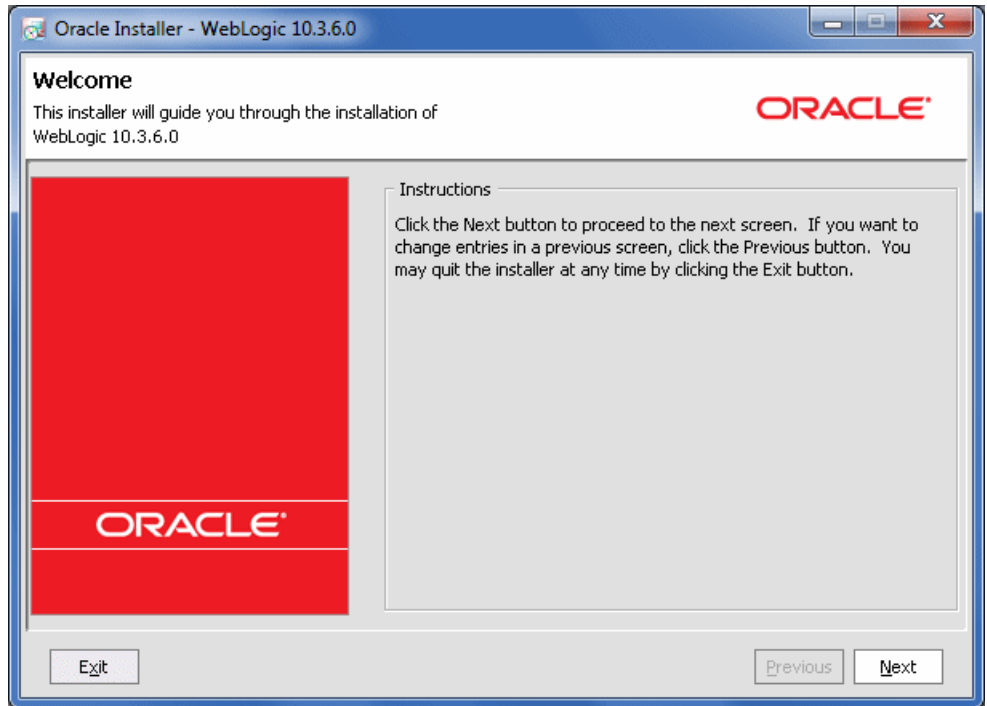 Oracle Installer - WebLogic 10.3.6.0
Welcome
This installer will guide you through the installation of
WebLogic 10.3.6.0
ORACLE
Instructions
Click the Next button to proceed to the next screen. If you want to
change entries in a previous screen, click the Previous button. You
may quit the installer at any time by clicking the Exit button.
ORACLE
Exit
Previous
Next